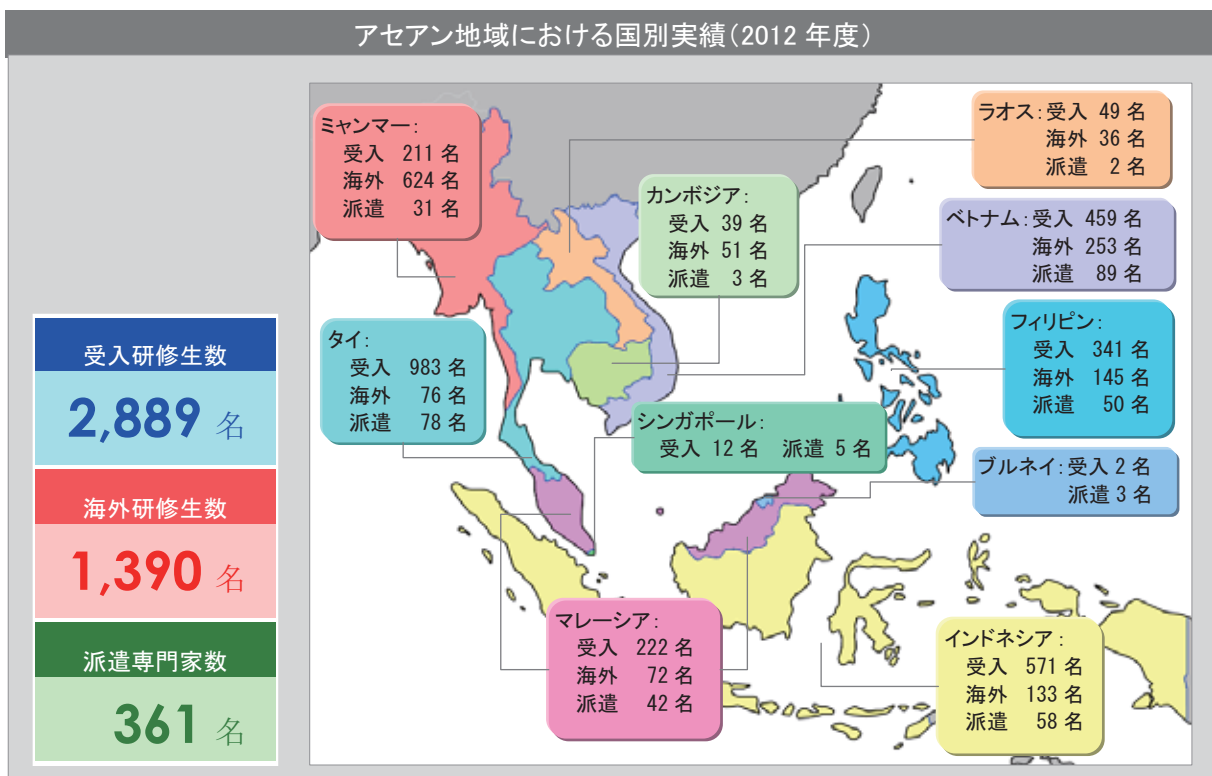 アセアン地域における国別実績(2012 年度)
受入研修生数
2,889 名
海外研修生数
1,390 名
派遣専門家数
361 名
ミャンマー:
受入 211 名
海外 624 名
派遣 31 名
カンボジア:
受入 39 名
海外 51 名
派遣 3 名
ラオス:受入 49 名
海外 36 名
派遣 2 名
ベトナム:受入 459 名
海外 253 名
派遣 89 名
タイ:
受入 983 名
海外 76 名
派遣 78 名
フィリピン:
受入 341 名
海外 145 名
派遣 50 名
シンガポール:
受入 12 名 派遣 5 名
ブルネイ:受入 2 名
派遣 3 名
マレーシア:
受入 222 名
海外 72 名
派遣 42 名
インドネシア:
受入 571 名
海外 133 名
派遣 58 名